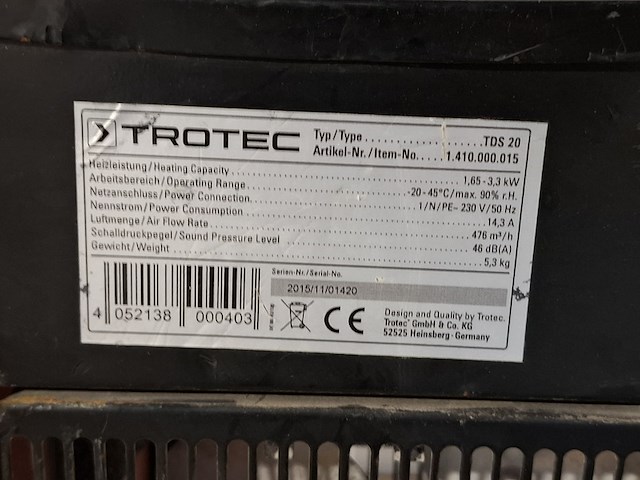 TROTEC
Typ/Type..................TDS 20
Artikel-Nr./Item-No.....1.410.000.015
Heizleistung/Heating Capacity..................1,65-3,3 kW
Arbeitsbereich/Operating Range..................-20-45°C/max. 90% r.H.
Netzanschluss/Power Connection..................1/N/PE~ 230 V/50 Hz
Nennstrom/Power Consumption..................14,3 A
Luftmenge/Air Flow Rate..................476 m³/h
Schalldruckpegel/Sound Pressure Level..................46 dB(A)
Gewicht/Weight..................5,3 kg
Serien-Nr./Serial-No.
2015/11/01420
4 052138 000403
CE
Design and Quality by Trotec.
Trotec® GmbH & Co. KG
52525 Heinsberg · Germany